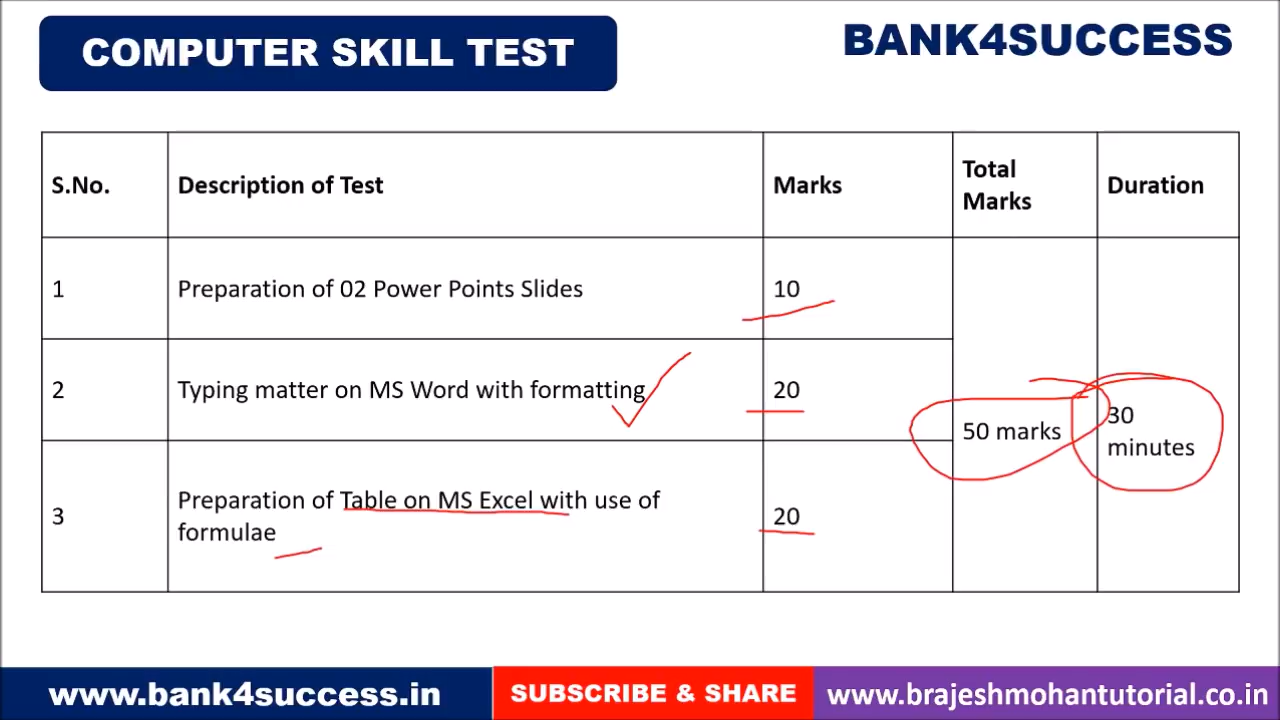 COMPUTER SKILL TEST
BANK4SUCCESS
S.No. Description of Test Marks Total Marks Duration
1 Preparation of 02 Power Points Slides 10
2 Typing matter on MS Word with formatting 20
50 marks 30 minutes
3 Preparation of Table on MS Excel with use of
formulae 20
www.bank4success.in SUBSCRIBE & SHARE www.brajeshmohantutorial.co.in